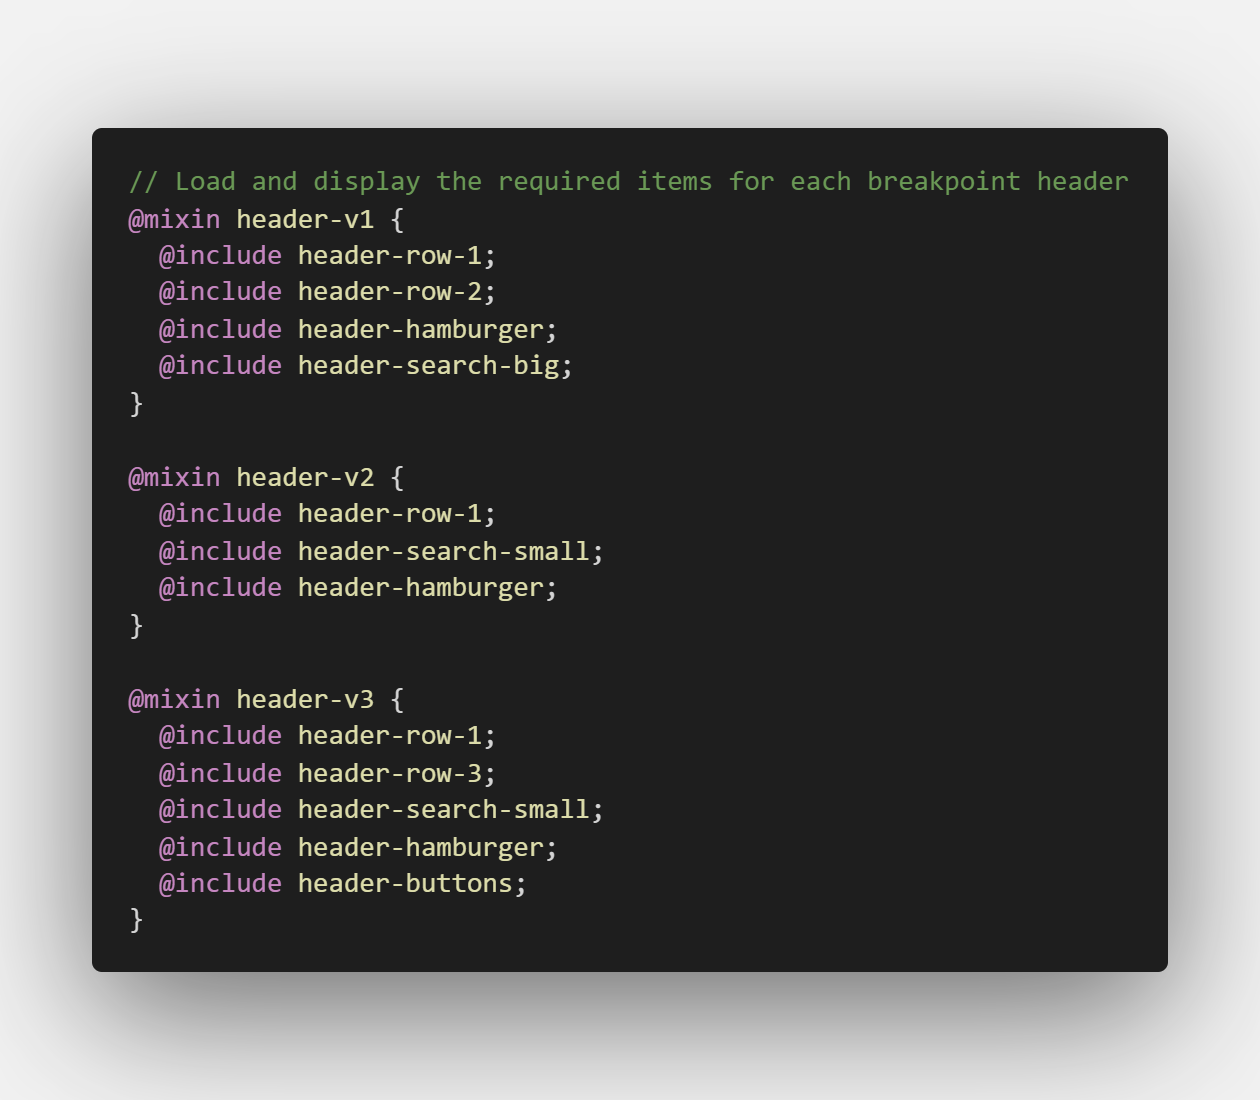 // Load and display the required items for each breakpoint header
@mixin header-v1 {
  @include header-row-1;
  @include header-row-2;
  @include header-hamburger;
  @include header-search-big;
}

@mixin header-v2 {
  @include header-row-1;
  @include header-search-small;
  @include header-hamburger;
}

@mixin header-v3 {
  @include header-row-1;
  @include header-row-3;
  @include header-search-small;
  @include header-hamburger;
  @include header-buttons;
}